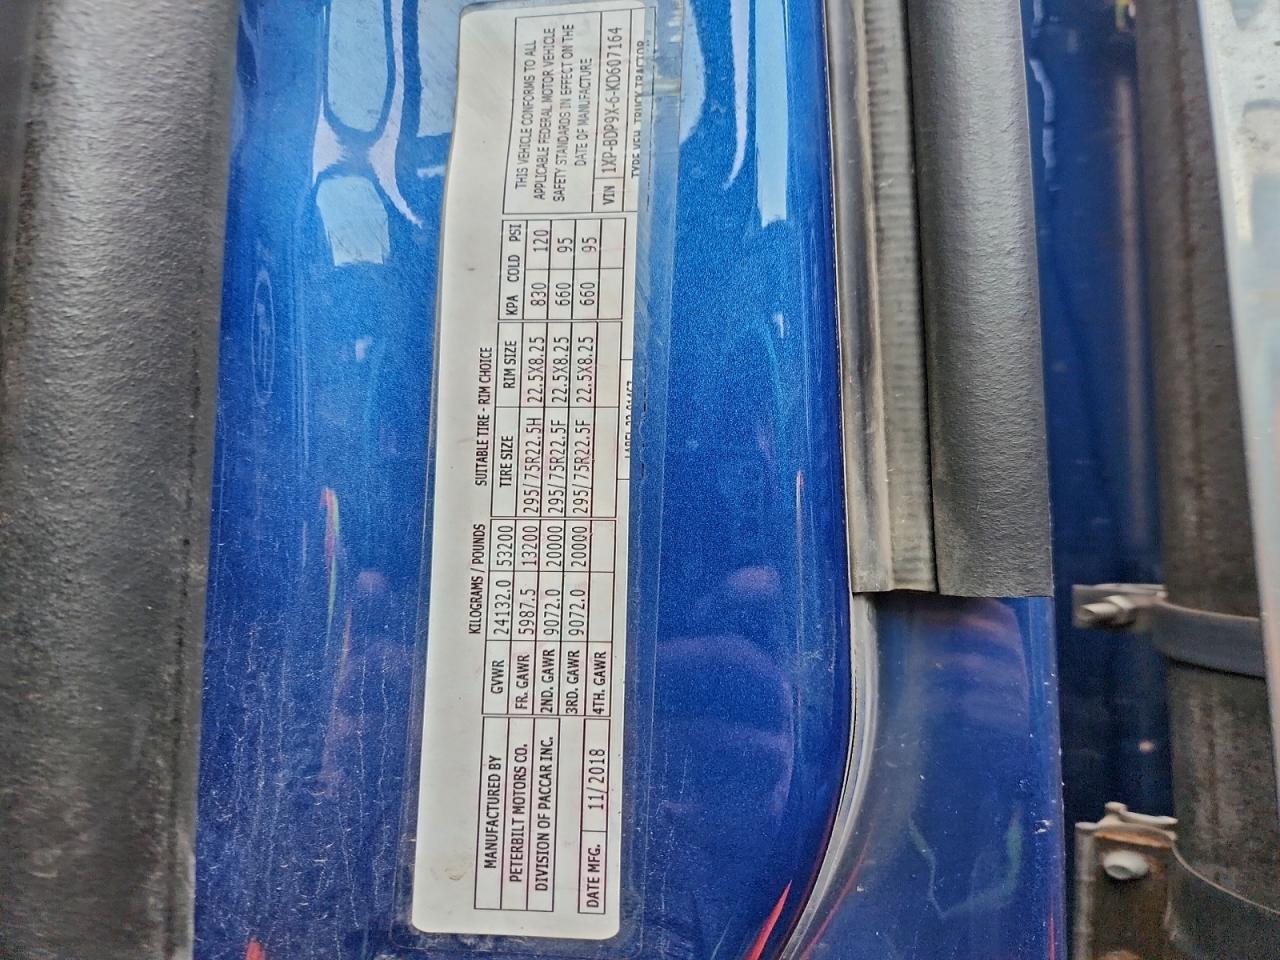 MANUFACTURED BY
PETERBILT MOTORS CO.
DIVISION OF PACCAR INC.
DATE MFG. 11/2018
KILOGRAMS / POUNDS SUITABLE TIRE - RIM CHOICE
TIRE SIZE RIM SIZE KPA COLD PSI
GVWR 24132.0 53200
FR. GAWR 5987.5 13200 295/75R22.5H 22.5X8.25 830 120
2ND. GAWR 9072.0 20000 295/75R22.5F 22.5X8.25 660 95
3RD. GAWR 9072.0 20000 295/75R22.5F 22.5X8.25 660 95
4TH. GAWR
THIS VEHICLE CONFORMS TO ALL
APPLICABLE FEDERAL MOTOR VEHICLE
SAFETY STANDARDS IN EFFECT ON THE
DATE OF MANUFACTURE
VIN 1XP-BDP9X-6-KD607164
TYPE VEH. TRUCK TRACTOR